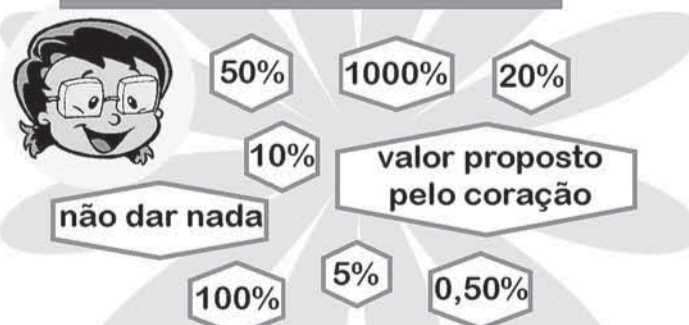 50%
1000%
20%
10%
valor proposto
pelo coração
não dar nada
5%
100%
0,50%